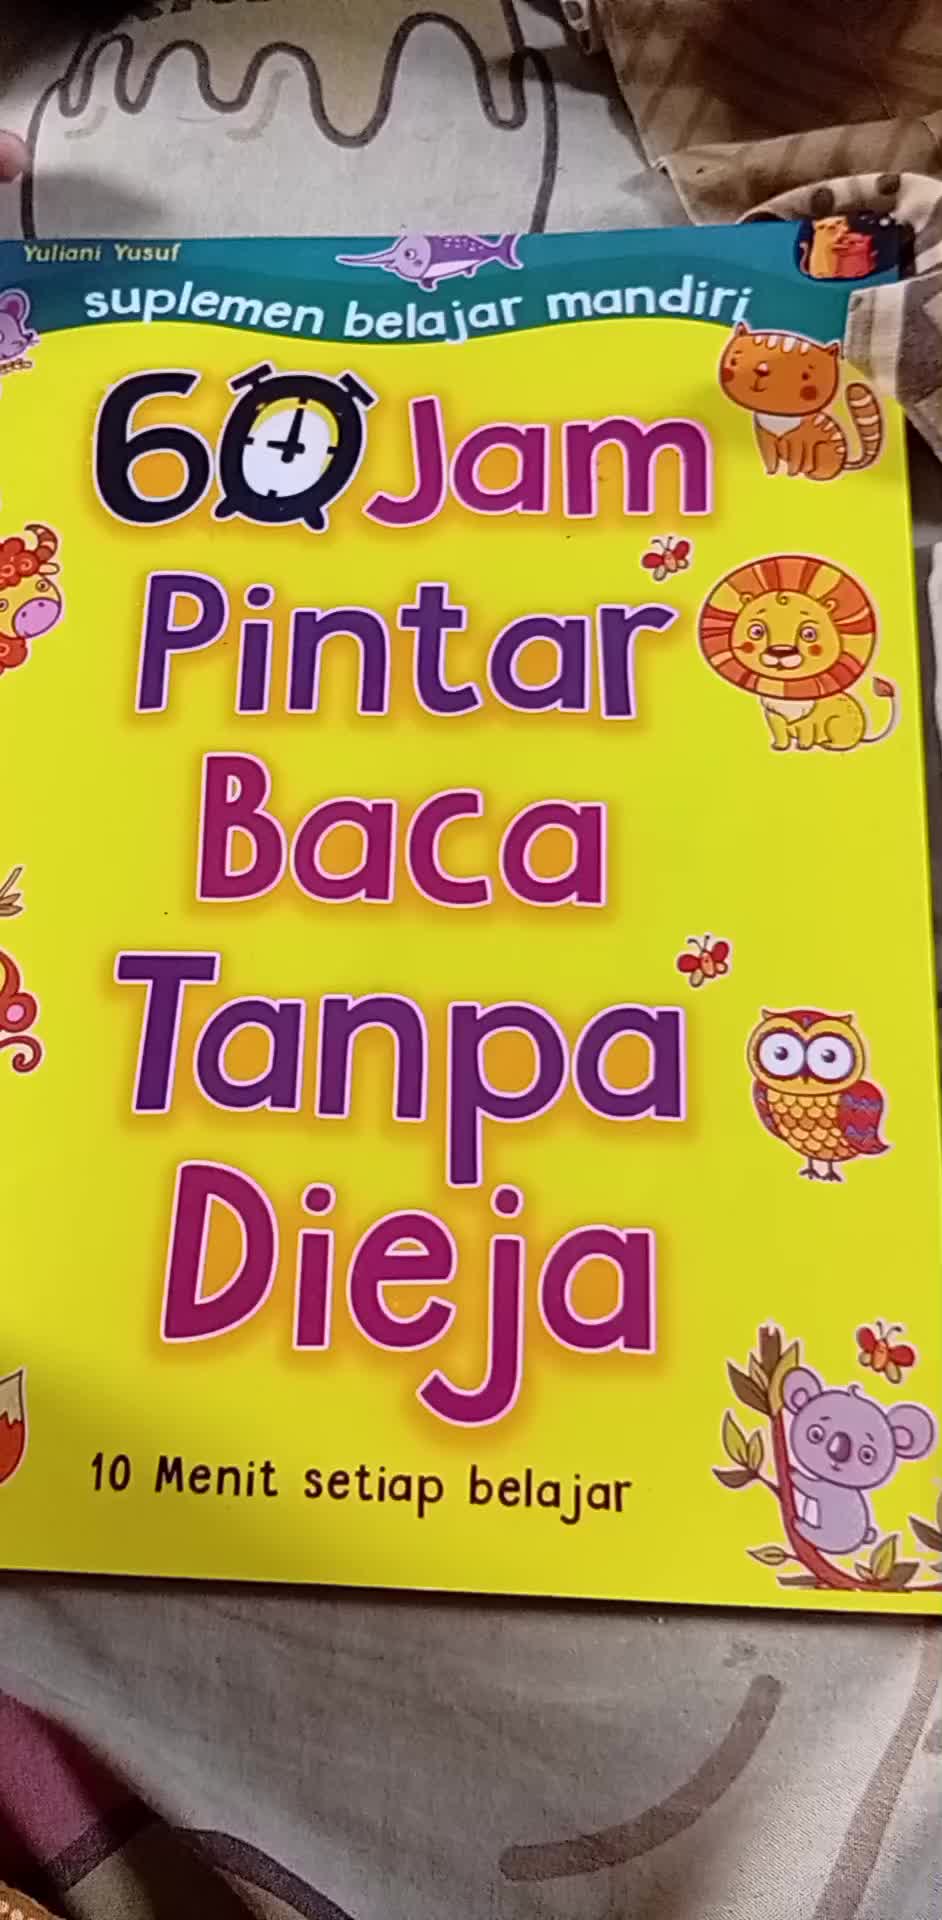 Yuliani Yusuf
suplemen belajar mandiri
60 Jam
Pintar
Baca
Tanpa
Dieja
10 Menit setiap belajar